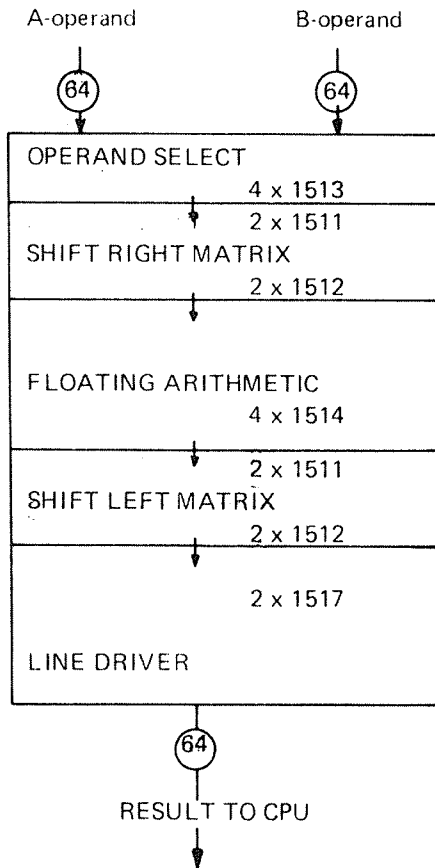 A-operand B-operand
64 64
OPERAND SELECT
4 x 1513
2 x 1511
SHIFT RIGHT MATRIX
2 x 1512
FLOATING ARITHMETIC
4 x 1514
2 x 1511
SHIFT LEFT MATRIX
2 x 1512
2 x 1517
LINE DRIVER
64
RESULT TO CPU